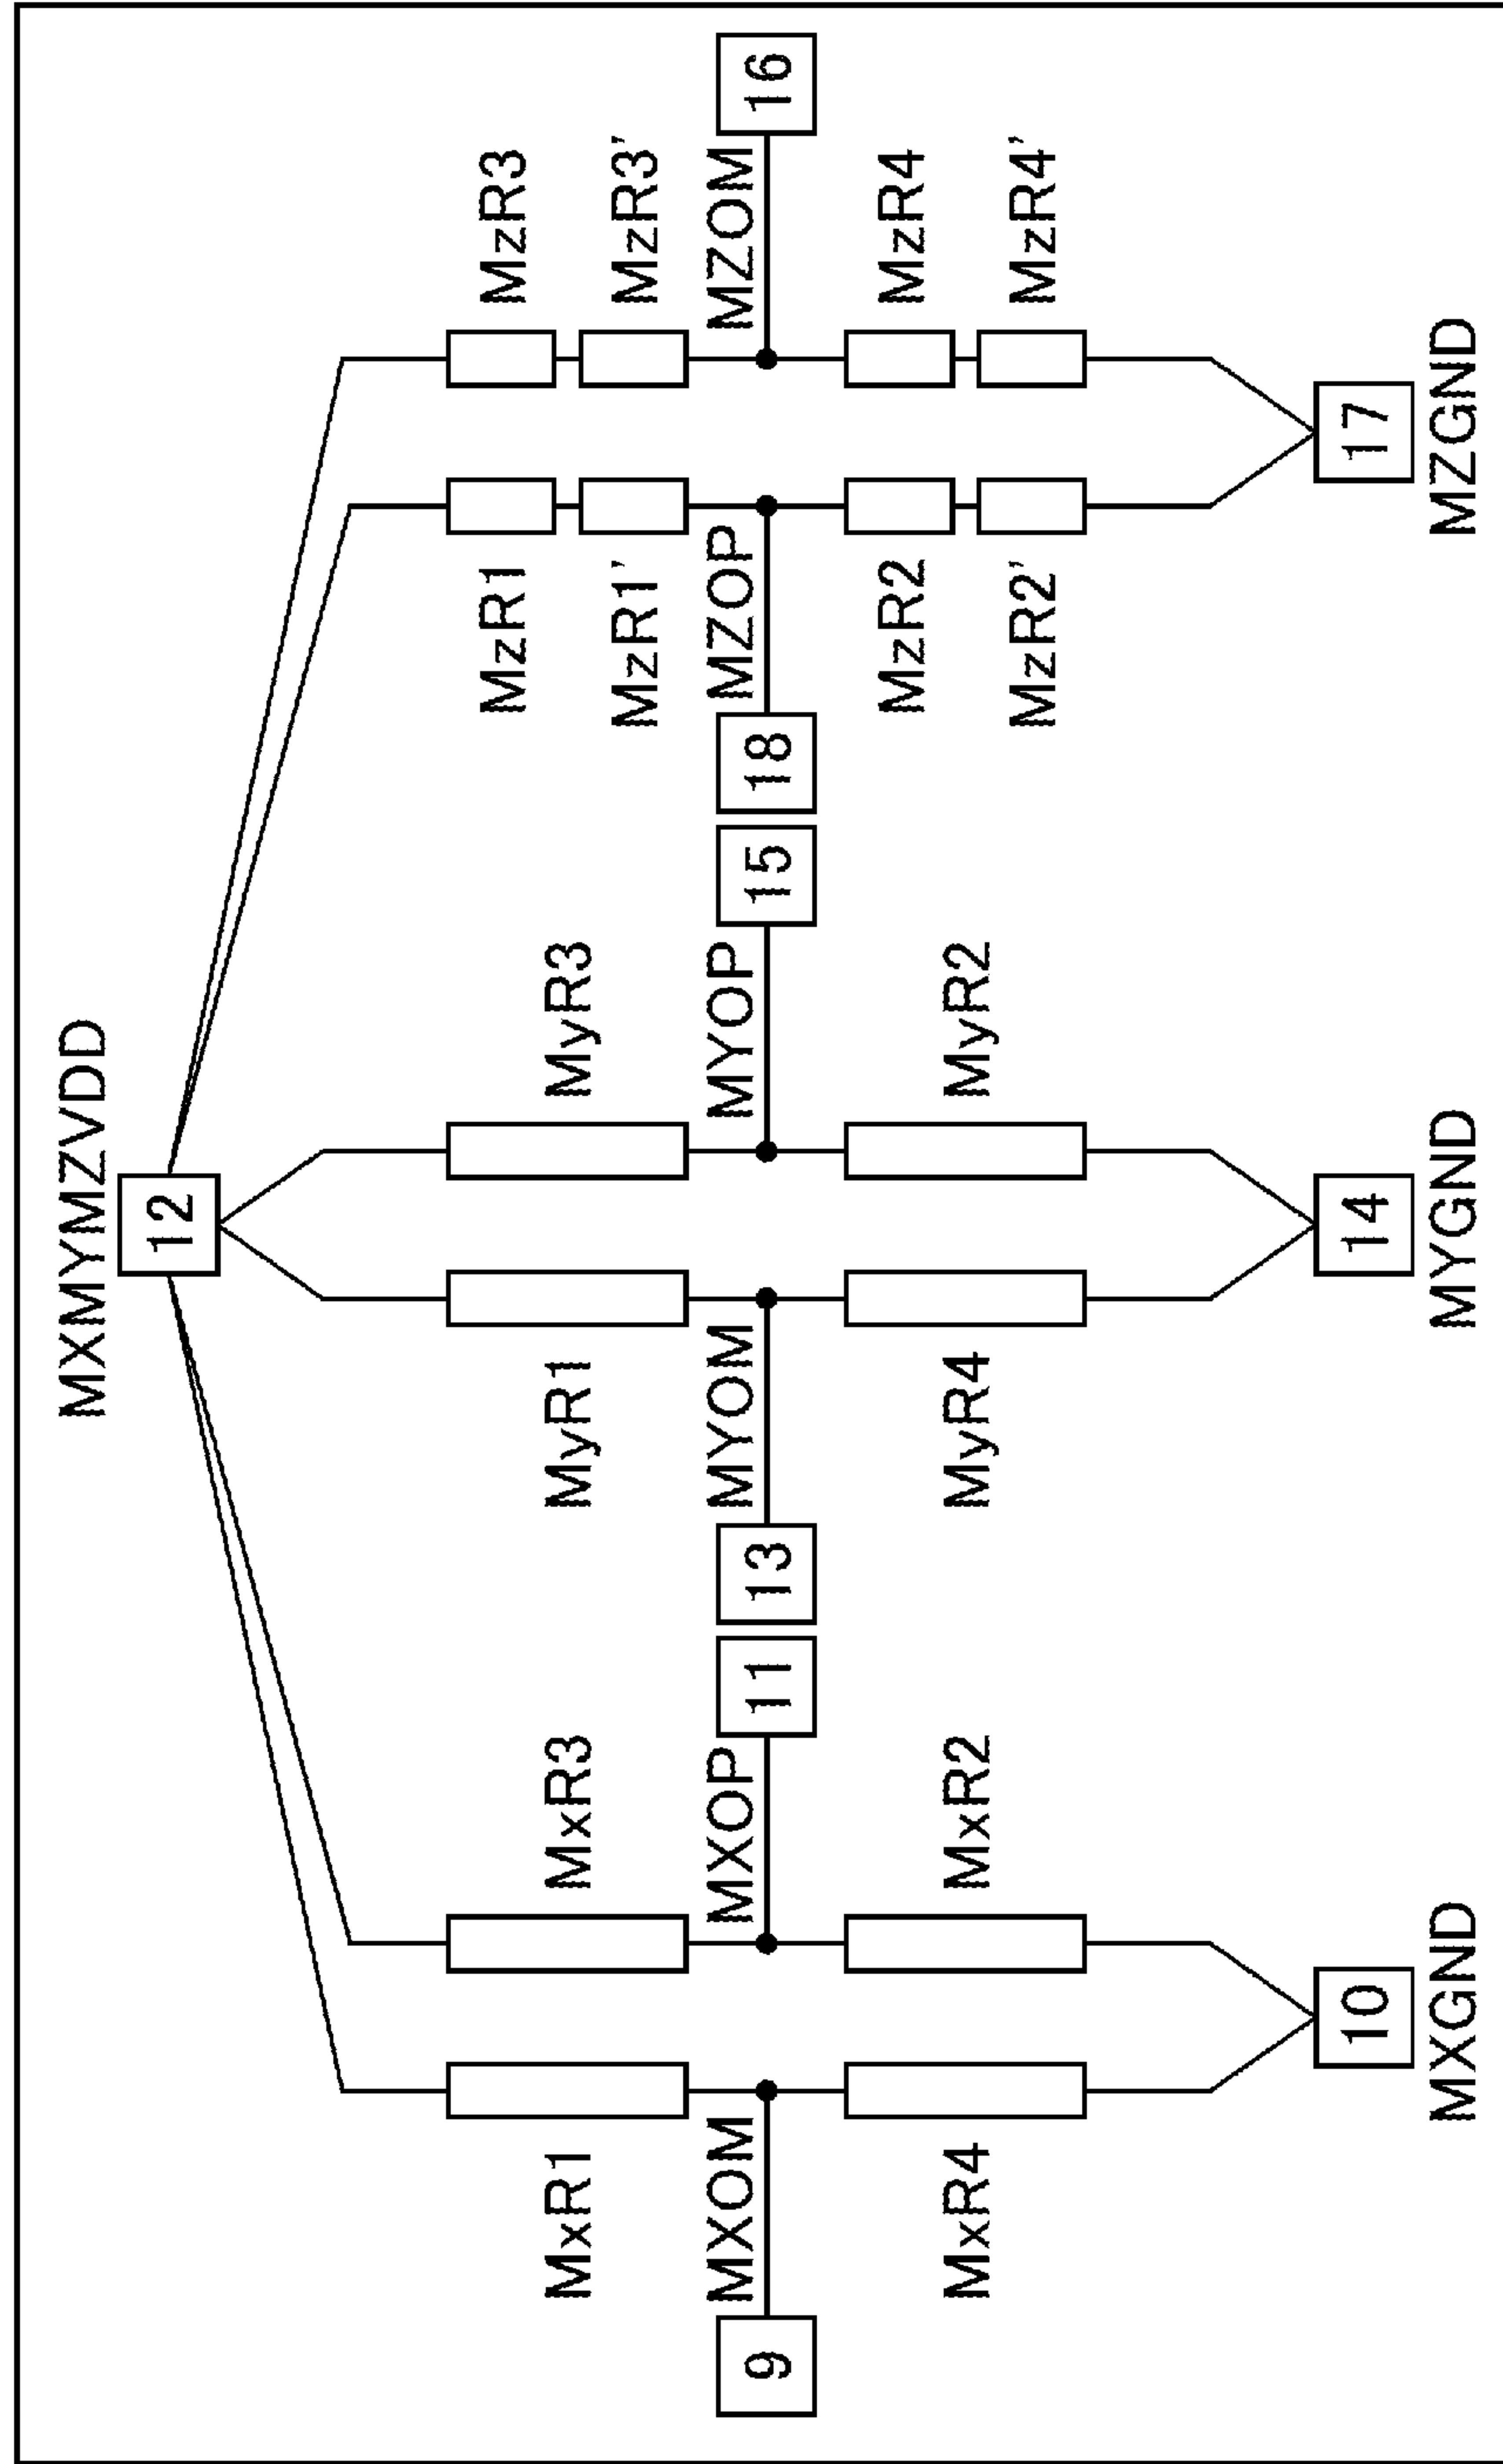 MXMYMZVDD
12
MzR1
MzR3
MxR1
MxR3
MyR1
MyR3
MzR1'
MzR3'
MXOM
MXOP
MYOM
MYOP
MZOP
MZOM
9
11
13
15
18
16
MzR2
MzR4
MxR4
MxR2
MyR4
MyR2
MzR2'
MzR4'
10
14
17
MXGND
MYGND
MZGND